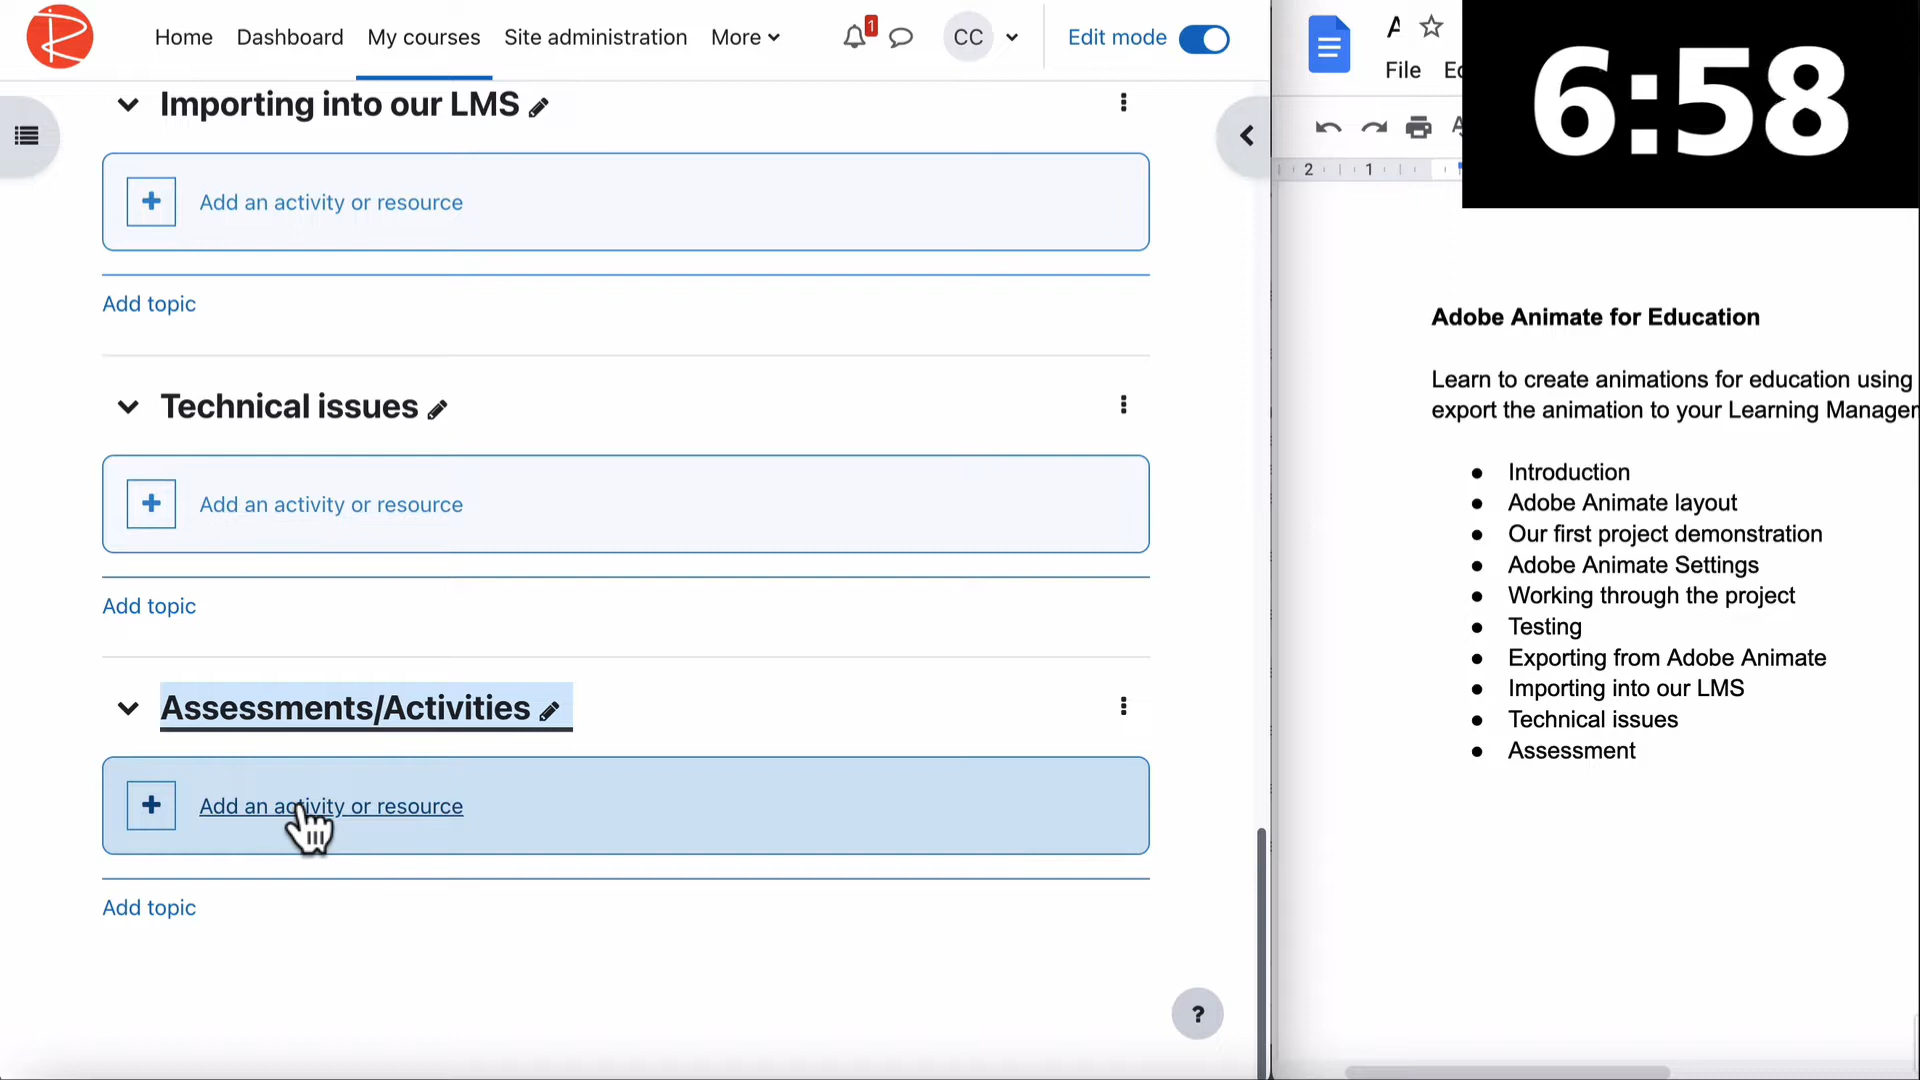 Home Dashboard My courses Site administration More 1 CC Edit mode
Importing into our LMS
Add an activity or resource
Add topic
Technical issues
Add an activity or resource
Add topic
Assessments/Activities
Add an activity or resource
Add topic
?
File
2 1
6:58
Adobe Animate for Education
Learn to create animations for education using
export the animation to your Learning
Introduction
Adobe Animate layout
Our first project demonstration
Adobe Animate Settings
Working through the project
Testing
Exporting from Adobe Animate
Importing into our LMS
Technical issues
Assessment